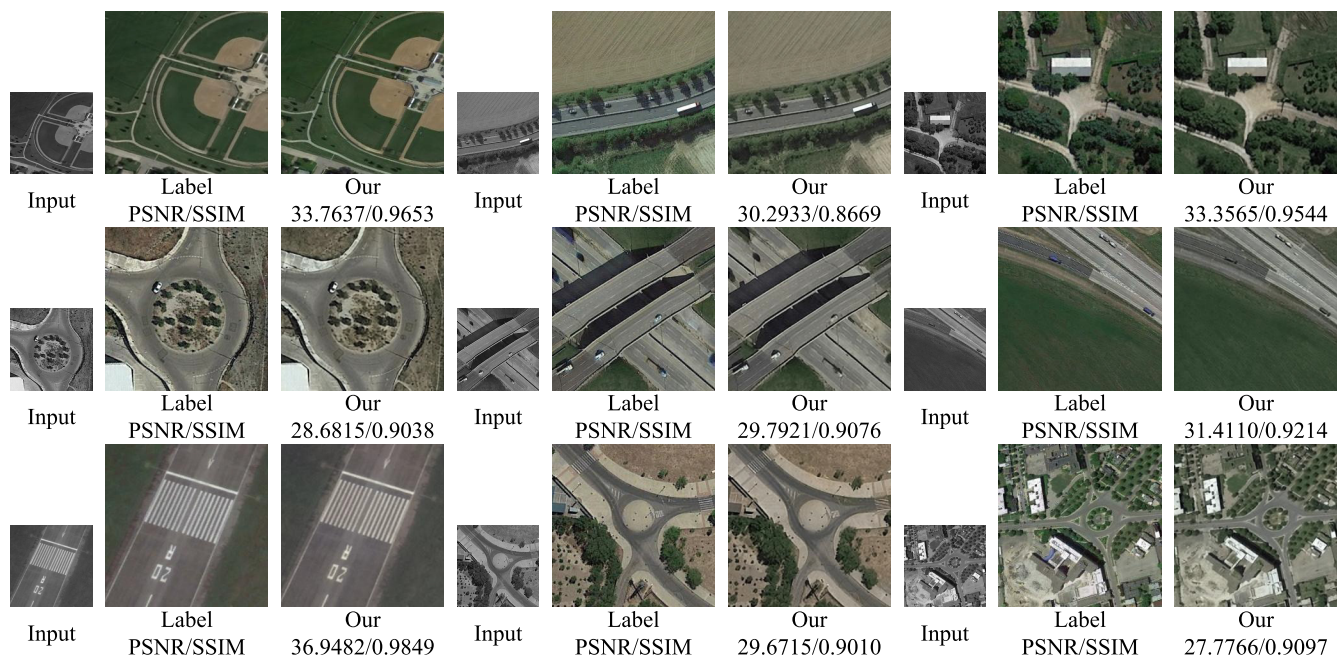 Input
Label
PSNR/SSIM
Our
33.7637/0.9653
Input
Label
PSNR/SSIM
Our
30.2933/0.8669
Input
Label
PSNR/SSIM
Our
33.3565/0.9544
Input
Label
PSNR/SSIM
Our
28.6815/0.9038
Input
Label
PSNR/SSIM
Our
29.7921/0.9076
Input
Label
PSNR/SSIM
Our
31.4110/0.9214
Input
Label
PSNR/SSIM
Our
36.9482/0.9849
Input
Label
PSNR/SSIM
Our
29.6715/0.9010
Input
Label
PSNR/SSIM
Our
27.7766/0.9097